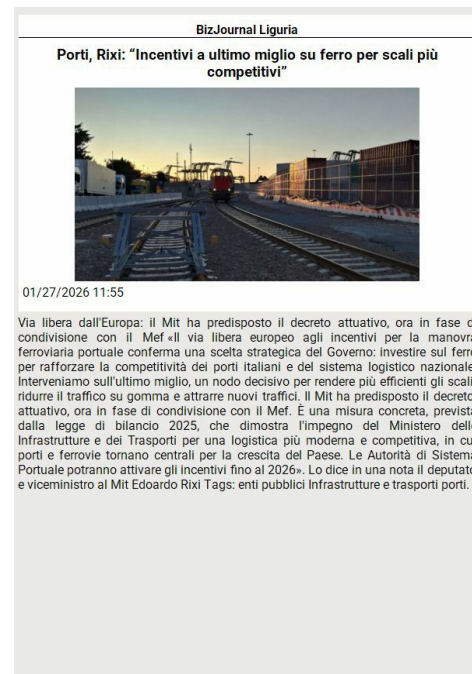 BizJournal Liguria
Porti, Rixi: “Incentivi a ultimo miglio su ferro per scali più
competitivi”
01/27/2026 11:55
Via libera dall'Europa: il Mit ha predisposto il decreto attuativo, ora in fase d
condivisione con il Mef «Il via libera europeo agli incentivi per la manovra
ferroviaria portuale conferma una scelta strategica del Governo: investire sul ferro
per rafforzare la competitività dei porti italiani e del sistema logistico nazionale.
Interveniamo sull'ultimo miglio, un nodo decisivo per rendere più efficienti gli scali
ridurre il traffico su gomma e attrarre nuovi traffici. Il Mit ha predisposto il decreto
attuativo, ora in fase di condivisione con il Mef. È una misura concreta, prevista
dalla legge di bilancio 2025, che dimostra l'impegno del Ministero delle
Infrastrutture e dei Trasporti per una logistica più moderna e competitiva, in cu
porti e ferrovie tornano centrali per la crescita del Paese. Le Autorità di Sistema
Portuale potranno attivare gli incentivi fino al 2026». Lo dice in una nota il deputato
e viceministro al Mit Edoardo Rixi Tags: enti pubblici Infrastrutture e trasporti porti.